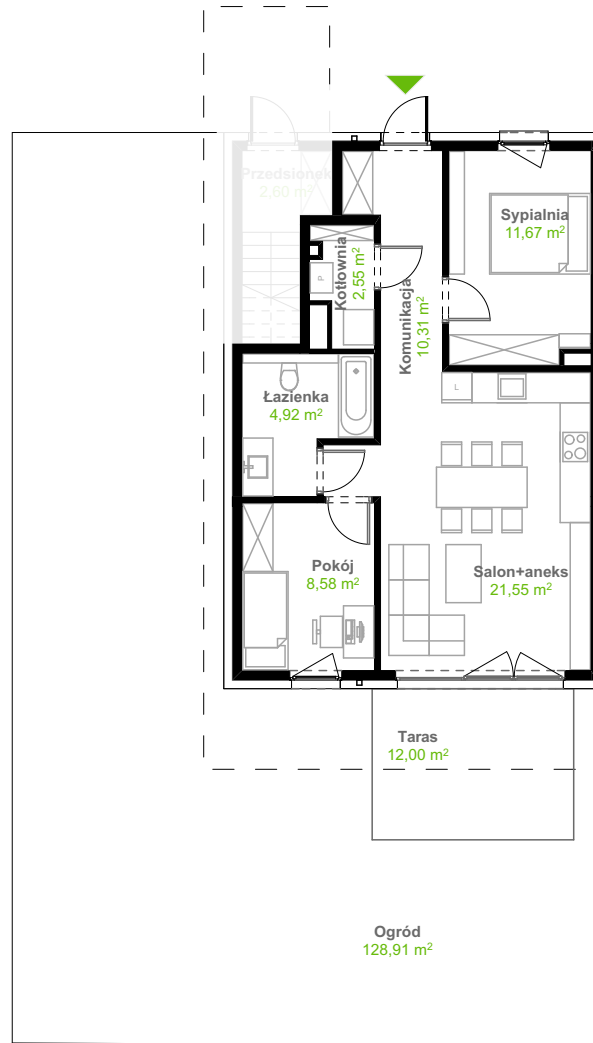 Przedsionek
2,60 m²
Sypialnia
11,67 m²
Kotłownia
2,55 m²
P
Komunikacja
10,31 m²
Łazienka
4,92 m²
L
Pokój
8,58 m²
Salon+aneks
21,55 m²
Taras
12,00 m²
Ogród
128,91 m²